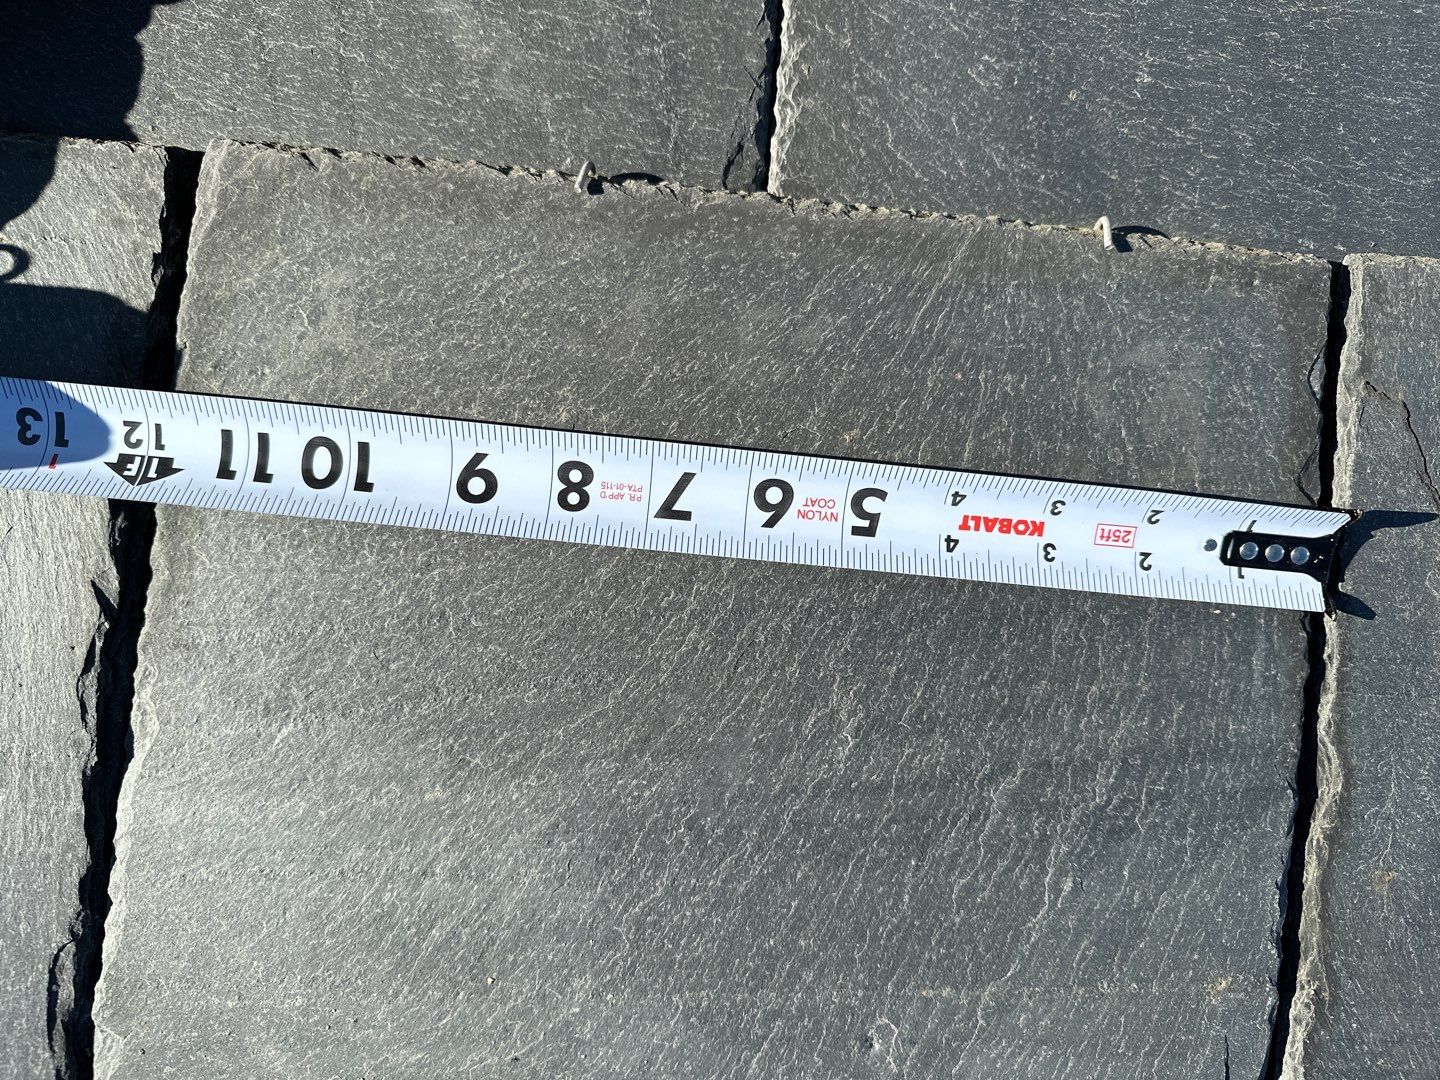 1 2 3 4 5 6 7 8 9 10 11 12 13
1 2 3 4
1F
1
25ft
KOBALT
NYLON
COAT
P.R. APP'D
PTA-01-115